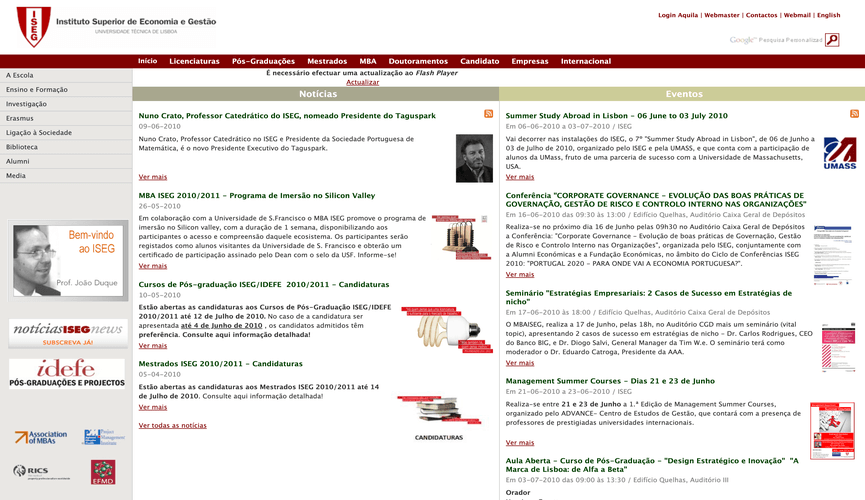 ISEG
Instituto Superior de Economia e Gestão
UNIVERSIDADE TÉCNICA DE LISBOA
Login Aquila | Webmaster | Contactos | Webmail | English
Google Pesquisa Personalizad
Início Licenciaturas Pós-Graduações Mestrados MBA Doutoramentos Candidato Empresas Internacional
A Escola
Ensino e Formação
Investigação
Erasmus
Ligação à Sociedade
Biblioteca
Alumni
Media
Bem-vindo
ao ISEG
Prof. João Duque
notíciasISEGnews
SUBSCREVA JÁ!
idefe
PÓS-GRADUAÇÕES E PROJECTOS
Association
of MBAs
Project
Management
Institute
RICS
EFMD
É necessário efectuar uma actualização ao Flash Player
Actualizar
Notícias
Nuno Crato, Professor Catedrático do ISEG, nomeado Presidente do Taguspark
09-06-2010
Nuno Crato, Professor Catedrático no ISEG e Presidente da Sociedade Portuguesa de
Matemática, é o novo Presidente Executivo do Taguspark.
Ver mais
MBA ISEG 2010/2011 - Programa de Imersão no Silicon Valley
26-05-2010
Em colaboração com a Universidade de S.Francisco o MBA ISEG promove o programa de
imersão no Silicon valley, com a duração de 1 semana, disponibilizando aos
participantes o acesso e compreensão daquele ecosistema. Os participantes serão
registados como alunos visitantes da Universidade de S. Francisco e obterão um
certificado de participação assinado pelo Dean com o selo da USF. Informe-se!
Ver mais
Cursos de Pós-graduação ISEG/IDEFE 2010/2011 - Candidaturas
10-05-2010
Estão abertas as candidaturas aos Cursos de Pós-Graduação ISEG/IDEFE
2010/2011 até 12 de Julho de 2010. No caso de a candidatura ser
apresentada até 4 de Junho de 2010 , os candidatos admitidos têm
preferência. Consulte aqui informação detalhada!
Ver mais
Mestrados ISEG 2010/2011 - Candidaturas
05-04-2010
Estão abertas as candidaturas aos Mestrados ISEG 2010/2011 até 14
de Julho de 2010. Consulte aqui informação detalhada!
Ver mais
CANDIDATURAS
Ver todas as notícias
Eventos
Summer Study Abroad in Lisbon - 06 June to 03 July 2010
Em 06-06-2010 a 03-07-2010 / ISEG
Vai decorrer nas instalações do ISEG, o 7º "Summer Study Abroad in Lisbon", de 06 de Junho a
03 de Julho de 2010, organizado pelo ISEG e pela UMASS, e que conta com a participação de
alunos da UMass, fruto de uma parceria de sucesso com a Universidade de Massachusetts,
USA.
Ver mais
UMASS
Conferência "CORPORATE GOVERNANCE - EVOLUÇÃO DAS BOAS PRÁTICAS DE
GOVERNAÇÃO, GESTÃO DE RISCO E CONTROLO INTERNO NAS ORGANIZAÇÕES"
Em 16-06-2010 das 09:30 às 13:00 / Edifício Quelhas, Auditório Caixa Geral de Depósitos
Realiza-se no próximo dia 16 de Junho pelas 09H30 no Auditório Caixa Geral de Depósitos
a Conferência: "Corporate Governance - Evolução de boas práticas de Governação, Gestão
de Risco e Controlo Interno nas Organizações", organizada pelo ISEG, conjuntamente com
a Alumni Económicas e a Fundação Económicas, no âmbito do Ciclo de Conferências ISEG
2010: "PORTUGAL 2020 - PARA ONDE VAI A ECONOMIA PORTUGUESA?".
Ver mais
Seminário "Estratégias Empresariais: 2 Casos de Sucesso em Estratégias de
nicho"
Em 17-06-2010 às 18:00 / Edifício Quelhas, Auditório Caixa Geral de Depósitos
O MBAISEG, realiza a 17 de Junho, pelas 18h, no Auditório CGD mais um seminário (vital
topic), apresentando 2 casos de sucesso em estratégias de nicho - Dr. Carlos Rodrigues, CEO
do Banco BIG, e Dr. Diogo Salvi, General Manager da Tim W.e. O seminário terá como
moderador o Dr. Eduardo Catroga, Presidente da AAA.
Ver mais
Management Summer Courses - Dias 21 e 23 de Junho
Em 21-06-2010 a 23-06-2010 / ISEG
Realiza-se entre 21 e 23 de Junho a 1.ª Edição de Management Summer Courses,
organizado pelo ADVANCE- Centro de Estudos de Gestão, que contará com a presença de
professores de prestigiadas universidades internacionais.
Ver mais
Aula Aberta - Curso de Pós-Graduação - "Design Estratégico e Inovação" "A
Marca de Lisboa: de Alfa a Beta"
Em 03-07-2010 das 09:00 às 13:30 / Edifício Quelhas, Auditório III
Orador